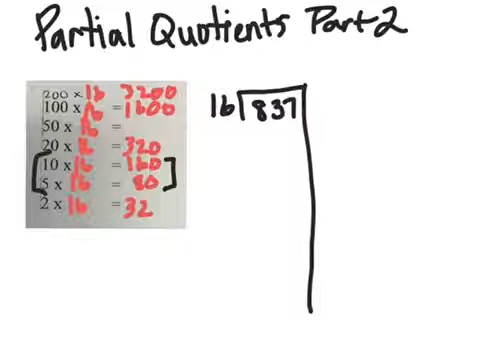 Partial Quotients Part 2
200 x 16 3200
100 x 16 = 1600
50 x 16 =
20 x 16 = 320
10 x 16 = 160
5 x 16 = 80
2 x 16 = 32
16 837